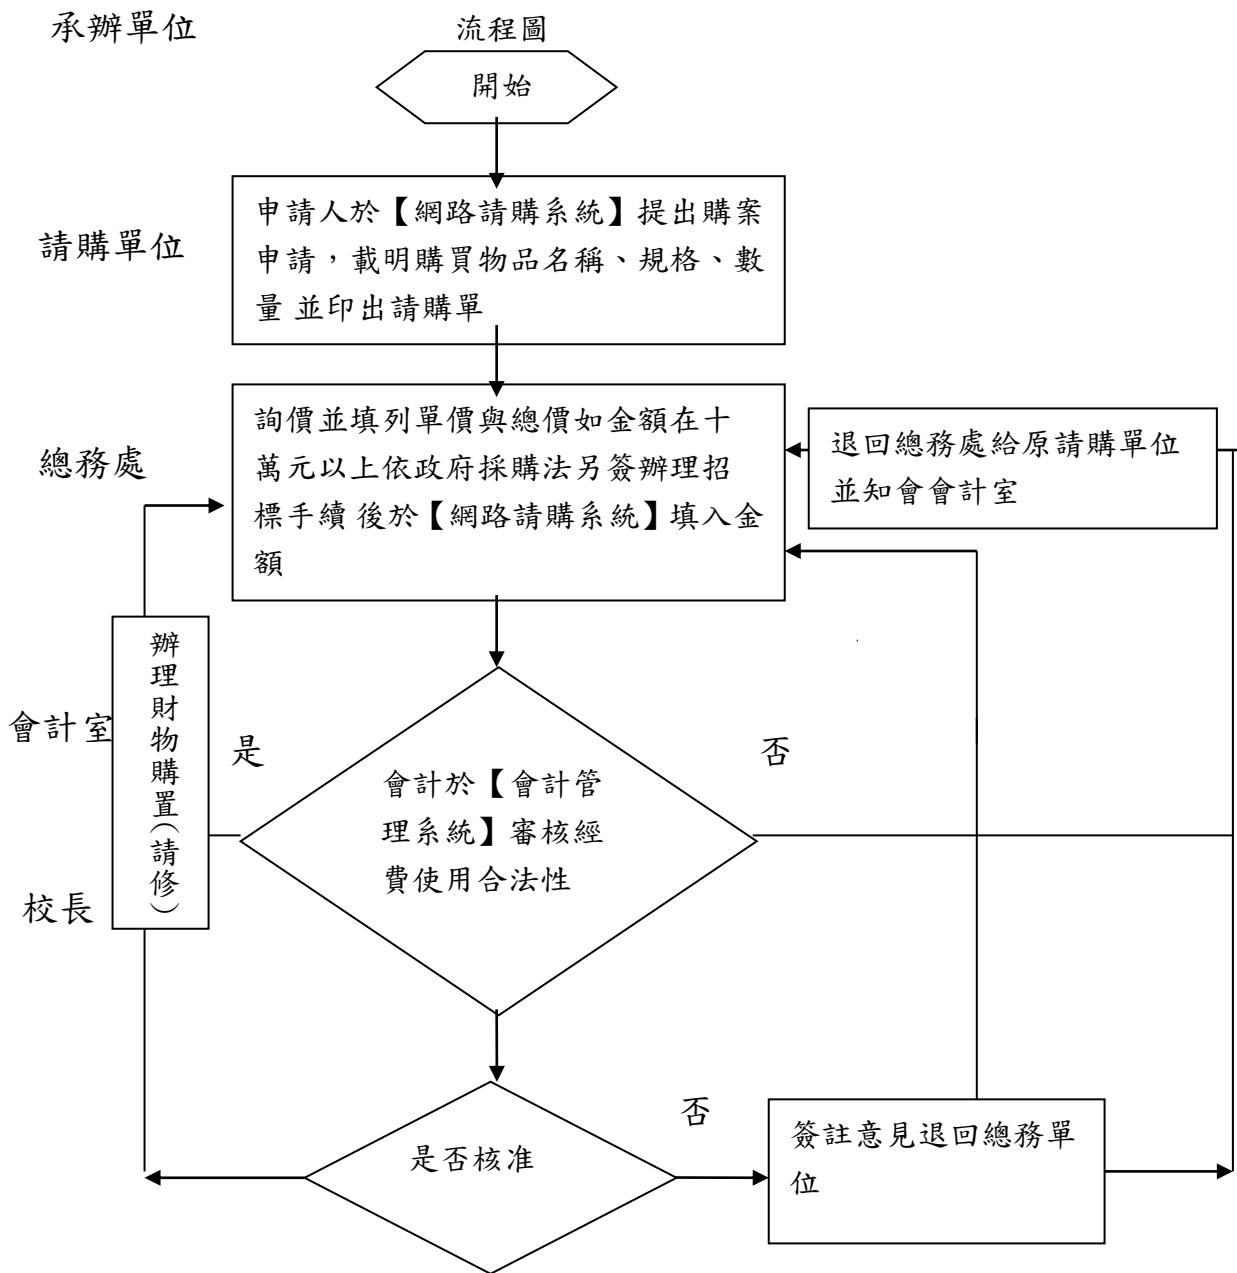 承辦單位
流程圖
開始
請購單位
申請人於【網路請購系統】提出購案
申請，載明購買物品名稱、規格、數
量 並印出請購單
總務處
詢價並填列單價與總價如金額在十
萬元以上依政府採購法另簽辦理招
標手續 後於【網路請購系統】填入金
額
退回總務處給原請購單位
並知會會計室
會計室
辦理財物購置(請修)
是
會計於【會計管
理系統】審核經
費使用合法性
否
校長
是否核准
否
簽註意見退回總務單
位